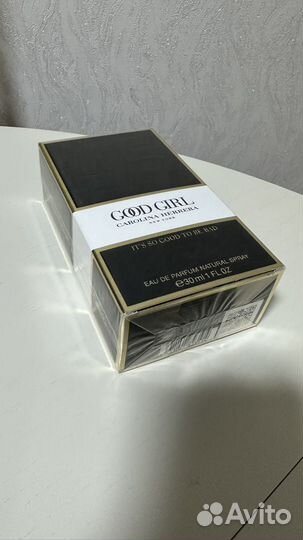 GOOD GIRL
CAROLINA HERRERA
NEW YORK
IT'S SO GOOD TO BE BAD
EAU DE PARFUM NATURAL SPRAY
℮30 ml/1 FL.OZ
Avito